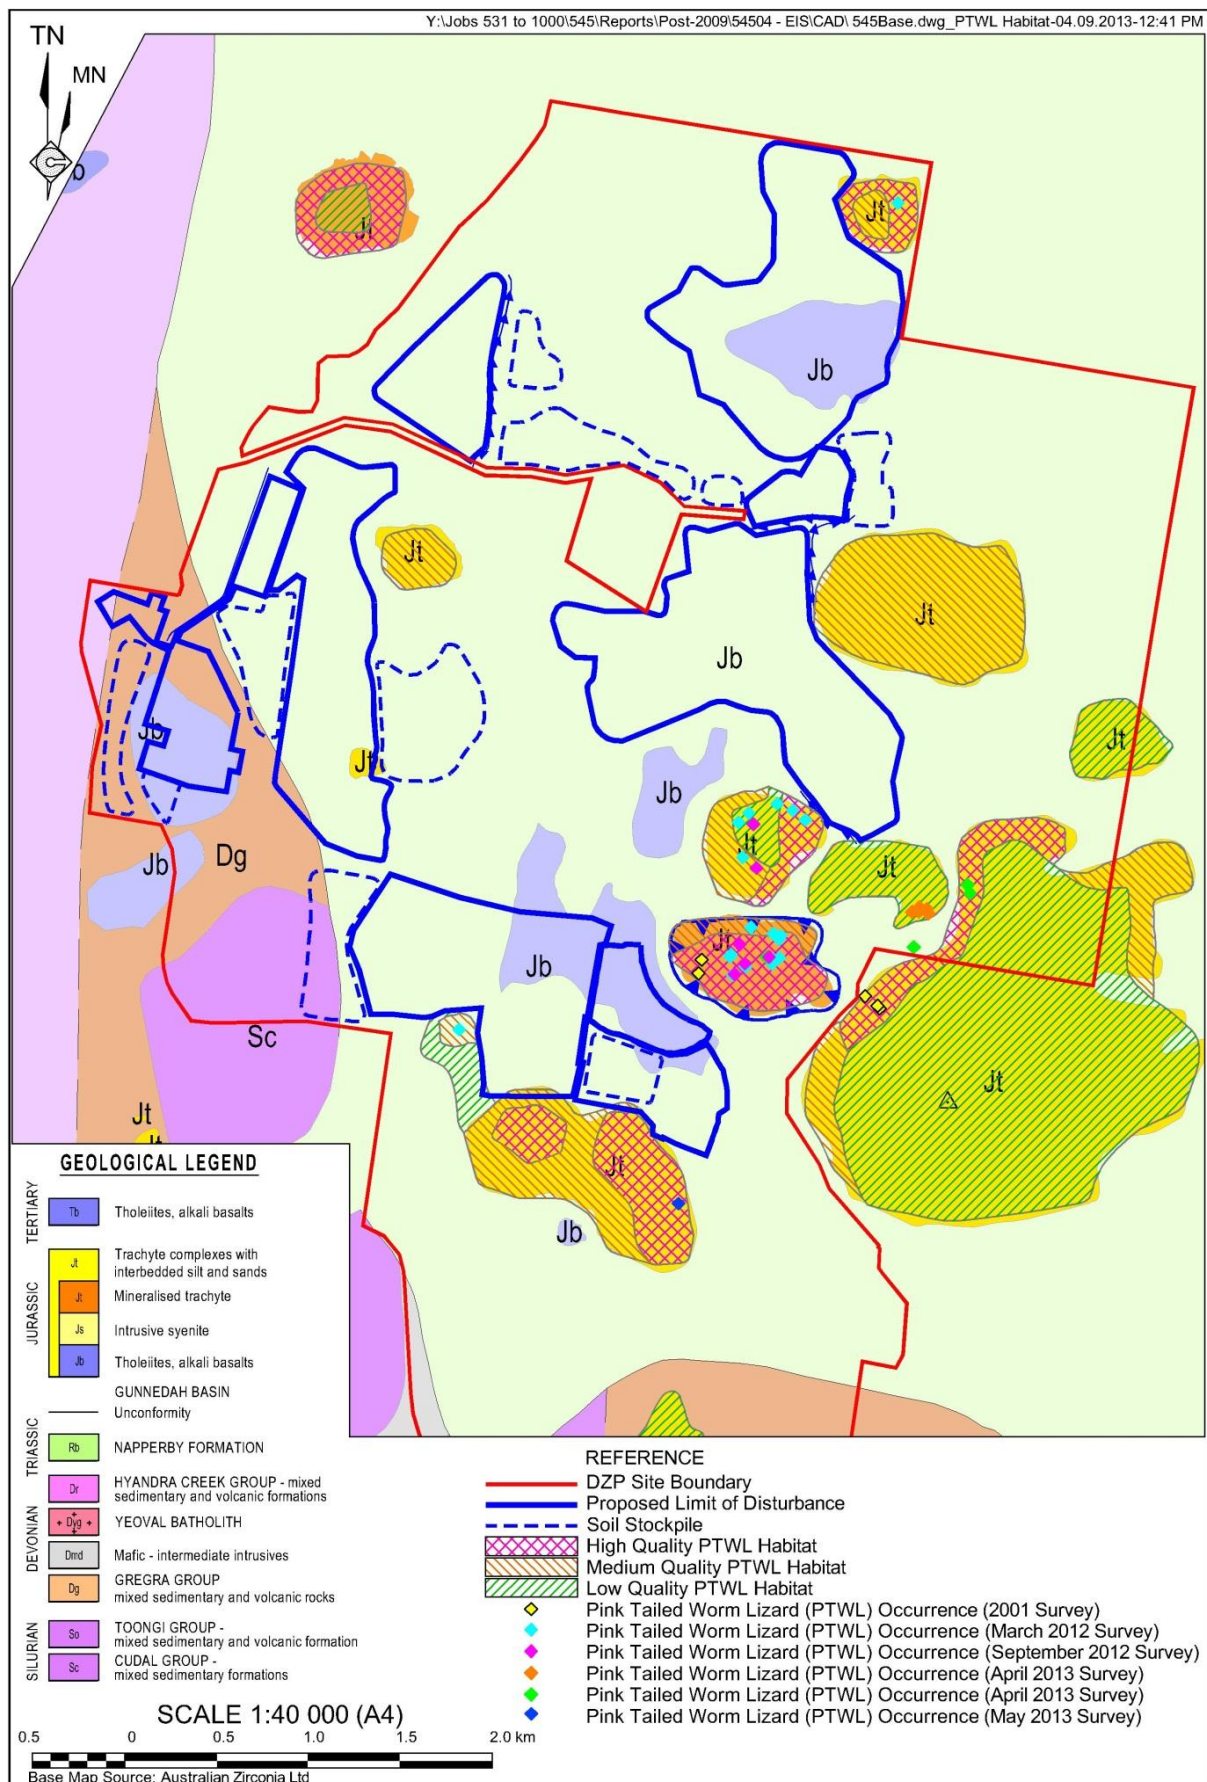 Y:\Jobs 531 to 1000\545\Reports\Post-2009\54504 - EIS\CAD\ 545Base.dwg_PTWL Habitat-04.09.2013-12:41 PM
TN
MN
b
Jt
Jb
Jt
Jt
Jb
Jt
Jb
Jt
Jb
Jt
Jt
Jb
Dg
Jb
Sc
Jt
Jt
Jt
Jt
Jb
GEOLOGICAL LEGEND
TERTIARY
Tb Tholeiites, alkali basalts
JURASSIC
Jt Trachyte complexes with
interbedded silt and sands
Jt Mineralised trachyte
Js Intrusive syenite
Jb Tholeiites, alkali basalts
GUNNEDAH BASIN
Unconformity
TRIASSIC
Rb NAPPERBY FORMATION
DEVONIAN
Dr HYANDRA CREEK GROUP - mixed
sedimentary and volcanic formations
+ Dyg + YEOVAL BATHOLITH
Dmd Mafic - intermediate intrusives
Dg GREGRA GROUP
mixed sedimentary and volcanic rocks
SILURIAN
So TOONGI GROUP -
mixed sedimentary and volcanic formation
Sc CUDAL GROUP -
mixed sedimentary formations
REFERENCE
DZP Site Boundary
Proposed Limit of Disturbance
Soil Stockpile
High Quality PTWL Habitat
Medium Quality PTWL Habitat
Low Quality PTWL Habitat
Pink Tailed Worm Lizard (PTWL) Occurrence (2001 Survey)
Pink Tailed Worm Lizard (PTWL) Occurrence (March 2012 Survey)
Pink Tailed Worm Lizard (PTWL) Occurrence (September 2012 Survey)
Pink Tailed Worm Lizard (PTWL) Occurrence (April 2013 Survey)
Pink Tailed Worm Lizard (PTWL) Occurrence (April 2013 Survey)
Pink Tailed Worm Lizard (PTWL) Occurrence (May 2013 Survey)
SCALE 1:40 000 (A4)
0.5 0 0.5 1.0 1.5 2.0 km
Base Map Source: Australian Zirconia Ltd